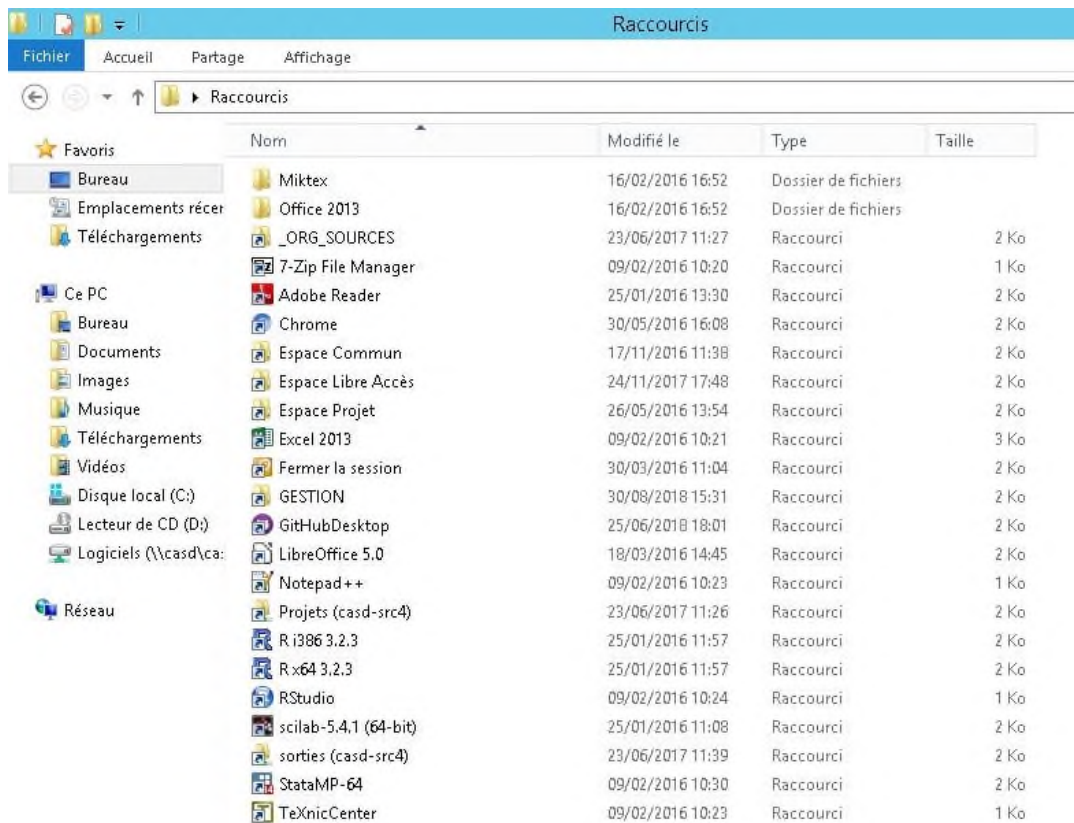 Raccourcis
Fichier Accueil Partage Affichage
Raccourcis
Nom Modifié le Type Taille
Favoris
Bureau
Emplacements récer
Téléchargements
Ce PC
Bureau
Documents
Images
Musique
Téléchargements
Vidéos
Disque local (C:)
Lecteur de CD (D:)
Logiciels (\\casd\ca:
Réseau
Miktex 16/02/2016 16:52 Dossier de fichiers
Office 2013 16/02/2016 16:52 Dossier de fichiers
_ORG_SOURCES 23/06/2017 11:27 Raccourci 2 Ko
7-Zip File Manager 09/02/2016 10:20 Raccourci 1 Ko
Adobe Reader 25/01/2016 13:30 Raccourci 2 Ko
Chrome 30/05/2016 16:08 Raccourci 2 Ko
Espace Commun 17/11/2016 11:38 Raccourci 2 Ko
Espace Libre Accès 24/11/2017 17:48 Raccourci 2 Ko
Espace Projet 26/05/2016 13:54 Raccourci 2 Ko
Excel 2013 09/02/2016 10:21 Raccourci 3 Ko
Fermer la session 30/03/2016 11:04 Raccourci 2 Ko
GESTION 30/08/2018 15:31 Raccourci 2 Ko
GitHubDesktop 25/06/2018 18:01 Raccourci 2 Ko
LibreOffice 5.0 18/03/2016 14:45 Raccourci 2 Ko
Notepad++ 09/02/2016 10:23 Raccourci 1 Ko
Projets (casd-src4) 23/06/2017 11:26 Raccourci 2 Ko
R i386 3.2.3 25/01/2016 11:57 Raccourci 2 Ko
R x64 3.2.3 25/01/2016 11:57 Raccourci 2 Ko
RStudio 09/02/2016 10:24 Raccourci 1 Ko
scilab-5.4.1 (64-bit) 25/01/2016 11:08 Raccourci 2 Ko
sorties (casd-src4) 23/06/2017 11:39 Raccourci 2 Ko
StataMP-64 09/02/2016 10:30 Raccourci 2 Ko
TeXnicCenter 09/02/2016 10:23 Raccourci 1 Ko